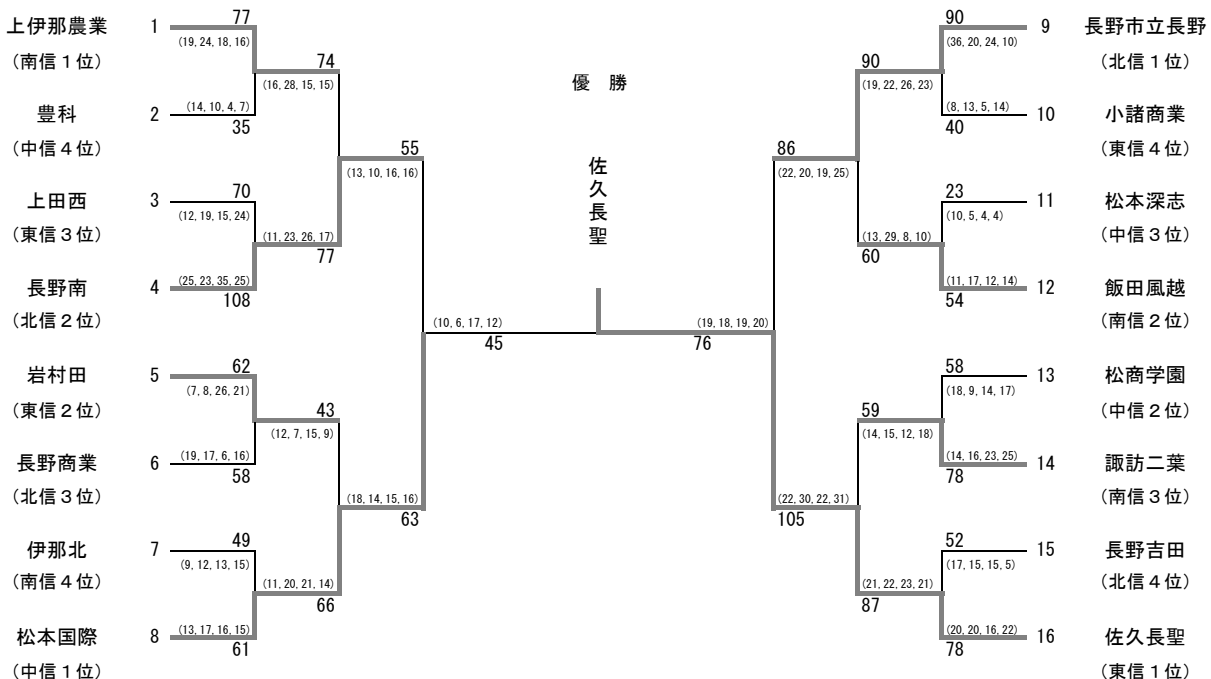 上伊那農業 1
(南信1位)
77
(19, 24, 18, 16)
豊科 2
(中信4位)
(14, 10, 4, 7)
35
上田西 3
(東信3位)
70
(12, 19, 15, 24)
長野南 4
(北信2位)
(25, 23, 35, 25)
108
岩村田 5
(東信2位)
62
(7, 8, 26, 21)
長野商業 6
(北信3位)
(19, 17, 6, 16)
58
伊那北 7
(南信4位)
49
(9, 12, 13, 15)
松本国際 8
(中信1位)
(13, 17, 16, 15)
61
74
(16, 28, 15, 15)
(11, 23, 26, 17)
77
43
(12, 7, 15, 9)
(11, 20, 21, 14)
66
55
(13, 10, 16, 16)
(18, 14, 15, 16)
63
(10, 6, 17, 12)
45
優 勝
佐久長聖
(19, 18, 19, 20)
76
86
(22, 20, 19, 25)
(22, 30, 22, 31)
105
90
(19, 22, 26, 23)
(13, 29, 8, 10)
60
59
(14, 15, 12, 18)
(21, 22, 23, 21)
87
90
(36, 20, 24, 10)
9 長野市立長野
(北信1位)
(8, 13, 5, 14)
40
10 小諸商業
(東信4位)
23
(10, 5, 4, 4)
11 松本深志
(中信3位)
(11, 17, 12, 14)
54
12 飯田風越
(南信2位)
58
(18, 9, 14, 17)
13 松商学園
(中信2位)
(14, 16, 23, 25)
78
14 諏訪二葉
(南信3位)
52
(17, 15, 15, 5)
15 長野吉田
(北信4位)
(20, 20, 16, 22)
78
16 佐久長聖
(東信1位)